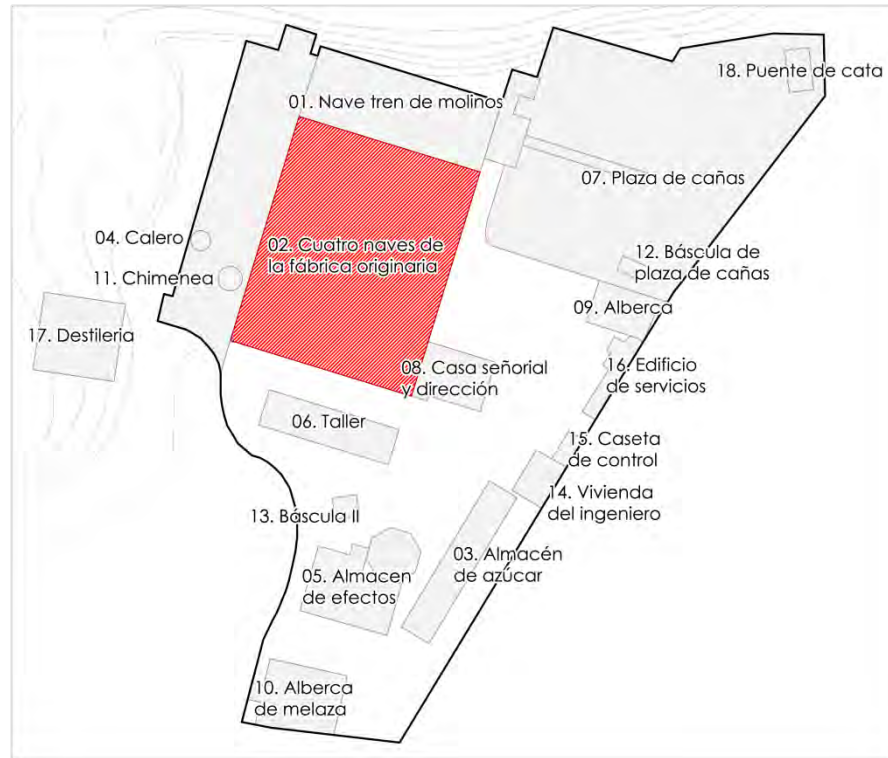 18. Puente de cata
01. Nave tren de molinos
07. Plaza de cañas
04. Calero
02. Cuatro naves de
la fábrica originaria
12. Báscula de
plaza de cañas
11. Chimenea
09. Alberca
17. Destileria
08. Casa señorial
y dirección
16. Edificio
de servicios
06. Taller
15. Caseta
de control
14. Vivienda
del ingeniero
13. Báscula II
03. Almacén
de azúcar
05. Almacen
de efectos
10. Alberca
de melaza